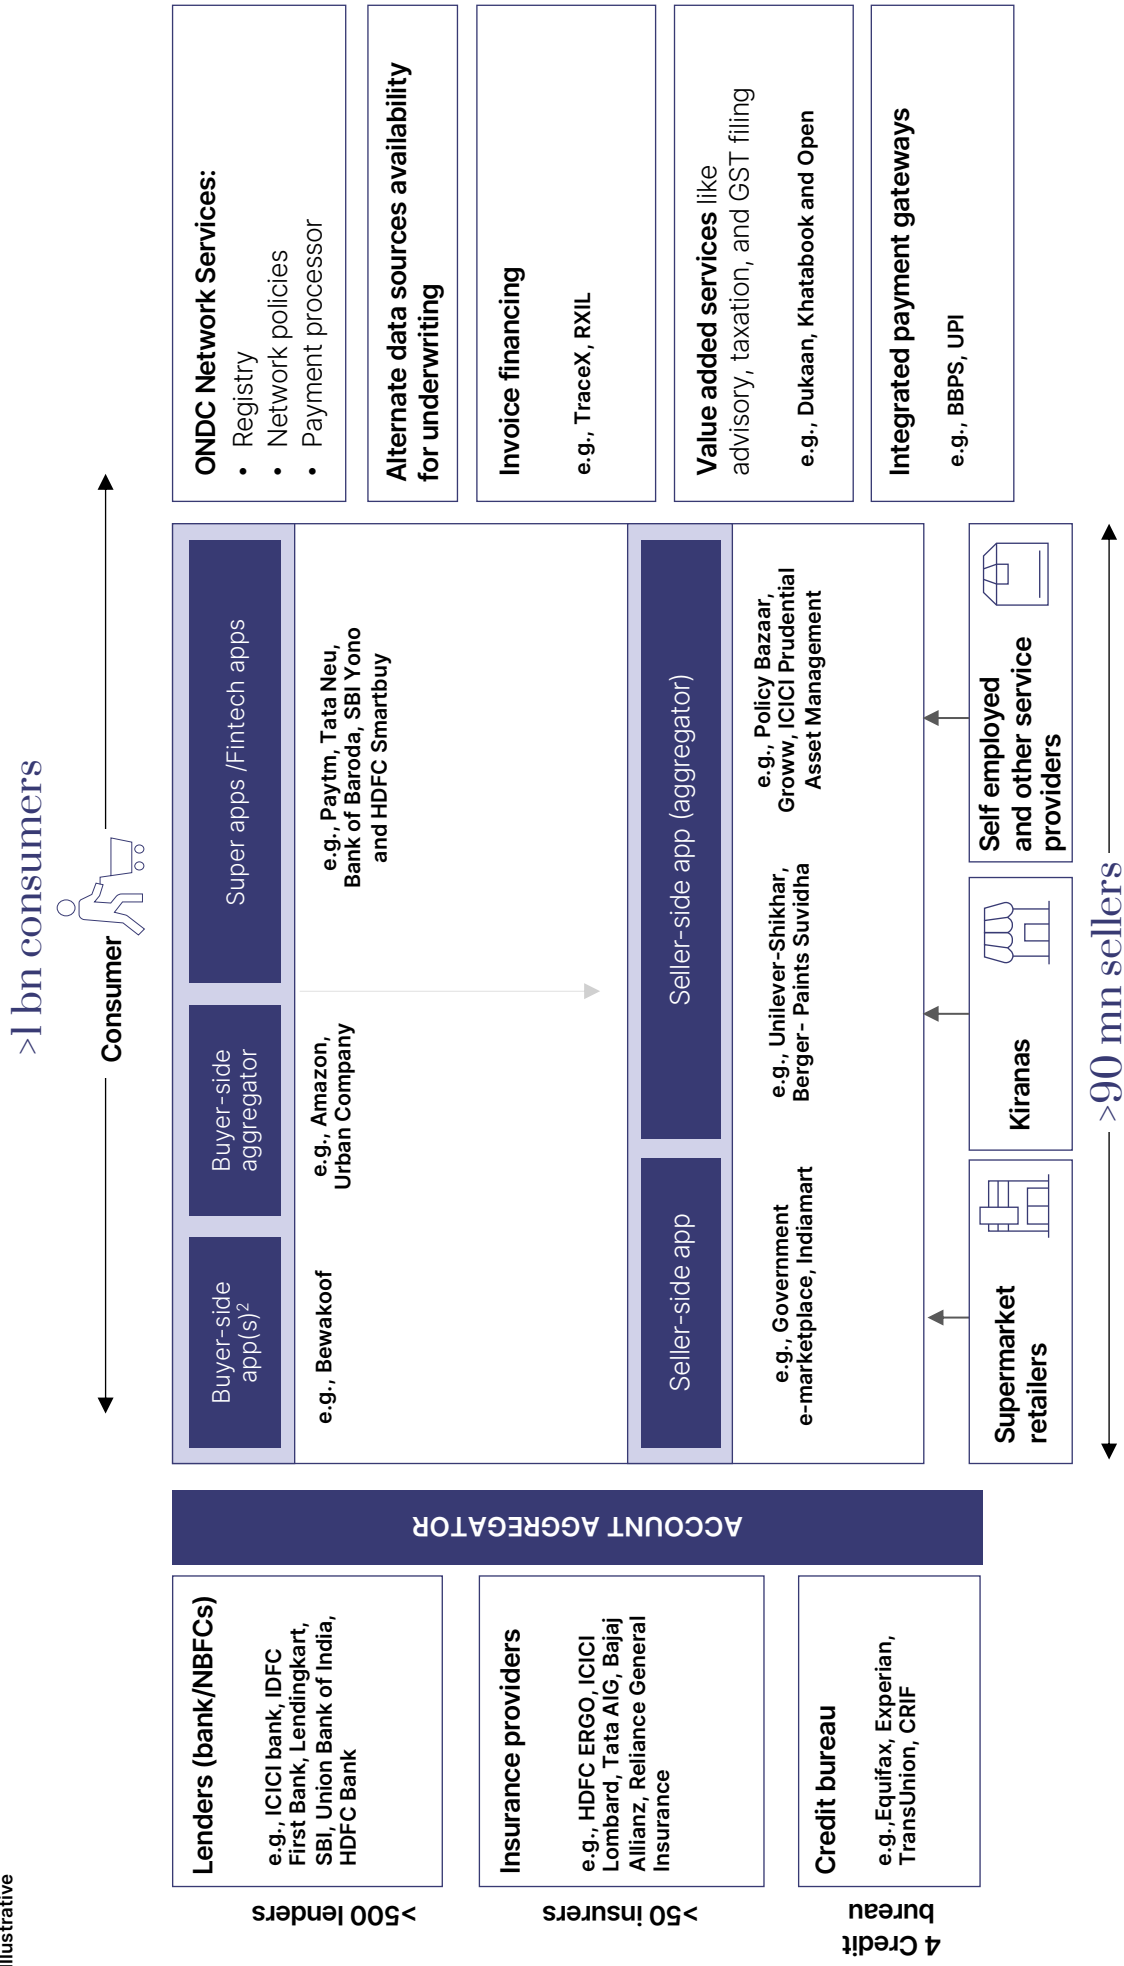 Illustrative
>1 bn consumers
Consumer
>500 lenders
Lenders (bank/NBFCs)
e.g., ICICI bank, IDFC
First Bank, Lendingkart,
SBI, Union Bank of India,
HDFC Bank
>50 insurers
Insurance providers
e.g., HDFC ERGO, ICICI
Lombard, Tata AIG, Bajaj
Allianz, Reliance General
Insurance
4 Credit
bureau
Credit bureau
e.g.,Equifax, Experian,
TransUnion, CRIF
ACCOUNT AGGREGATOR
Buyer-side
app(s)2
e.g., Bewakoof
Buyer-side
aggregator
e.g., Amazon,
Urban Company
Super apps /Fintech apps
e.g., Paytm, Tata Neu,
Bank of Baroda, SBI Yono
and HDFC Smartbuy
Seller-side app
e.g., Government
e-marketplace, Indiamart
Seller-side app (aggregator)
e.g., Unilever-Shikhar,
Berger- Paints Suvidha
e.g., Policy Bazaar,
Groww, ICICI Prudential
Asset Management
Supermarket
retailers
Kiranas
Self employed
and other service
providers
>90 mn sellers
ONDC Network Services:
• Registry
• Network policies
• Payment processor
Alternate data sources availability
for underwriting
Invoice financing
e.g., TraceX, RXIL
Value added services like
advisory, taxation, and GST filing
e.g., Dukaan, Khatabook and Open
Integrated payment gateways
e.g., BBPS, UPI